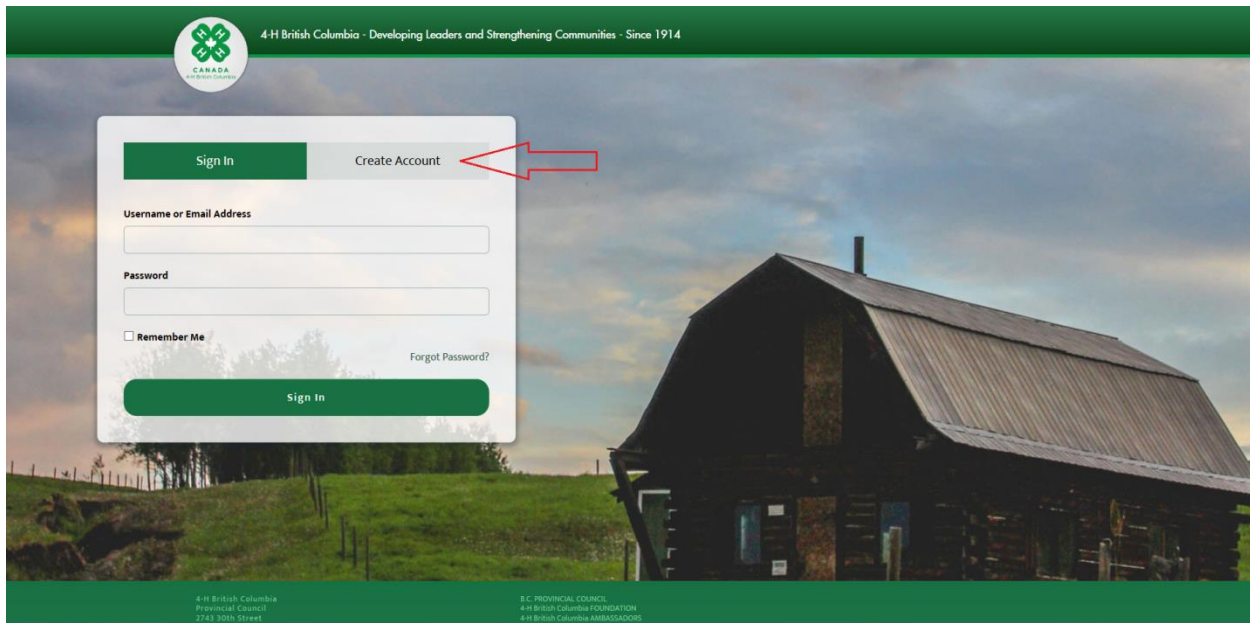 4-H British Columbia - Developing Leaders and Strengthening Communities - Since 1914
H H
H H
CANADA
4-H British Columbia
Sign In
Create Account
Username or Email Address
Password
Remember Me
Forgot Password?
Sign In
4-H British Columbia
Provincial Council
2743 30th Street
B.C. PROVINCIAL COUNCIL
4-H British Columbia FOUNDATION
4-H British Columbia AMBASSADORS